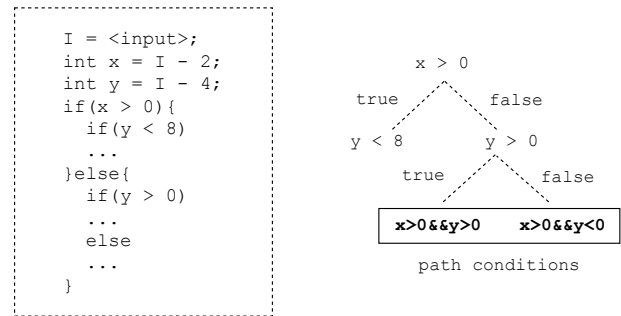 I = <input>;
int x = I - 2;
int y = I - 4;
if(x > 0){
if(y < 8)
...
}else{
if(y > 0)
...
else
...
}
x > 0
true false
y < 8 y > 0
true false
x>0&&y>0 x>0&&y<0
path conditions